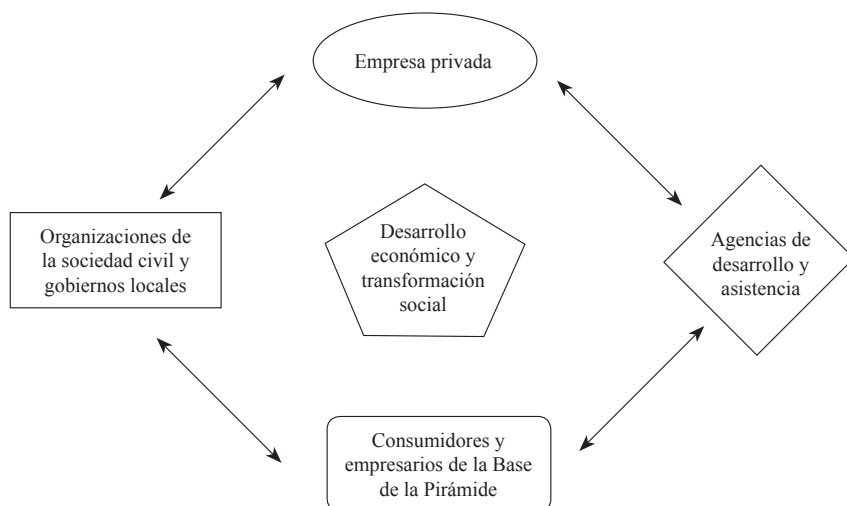 Empresa privada
Organizaciones de
la sociedad civil y
gobiernos locales
Desarrollo
económico y
transformación
social
Agencias de
desarrollo y
asistencia
Consumidores y
empresarios de la Base
de la Pirámide